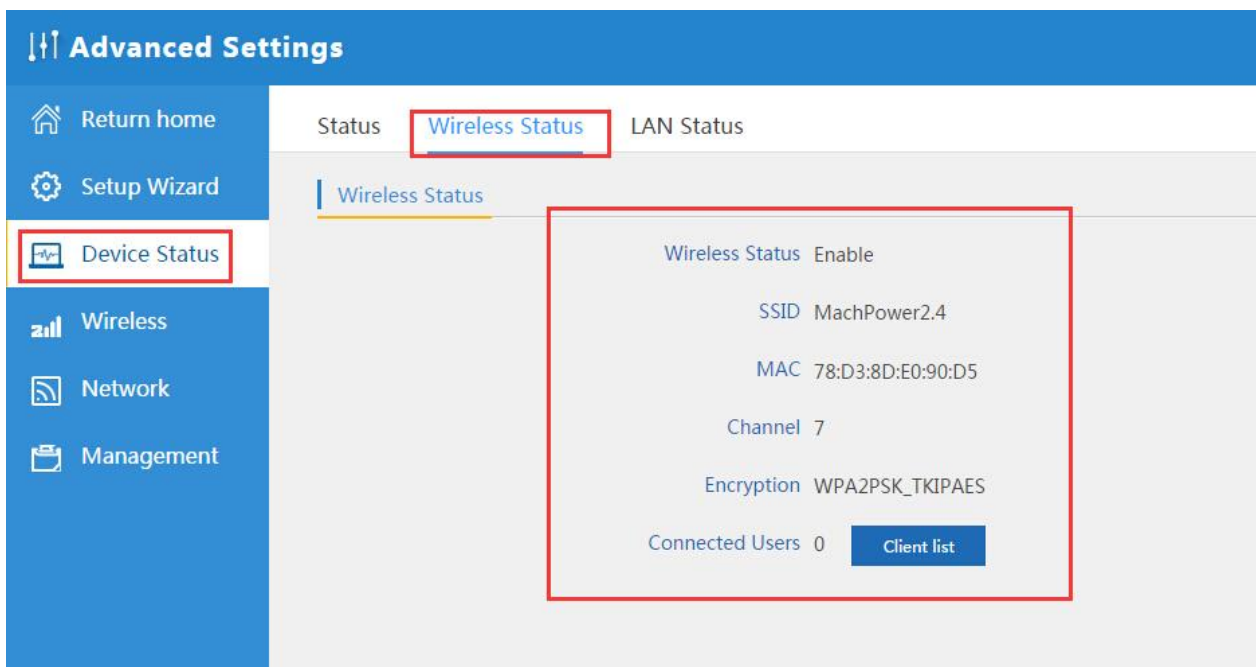 Advanced Settings
Return home
Setup Wizard
Device Status
Wireless
Network
Management
Status Wireless Status LAN Status
Wireless Status
Wireless Status Enable
SSID MachPower2.4
MAC 78:D3:8D:E0:90:D5
Channel 7
Encryption WPA2PSK_TKIPAES
Connected Users 0 Client list